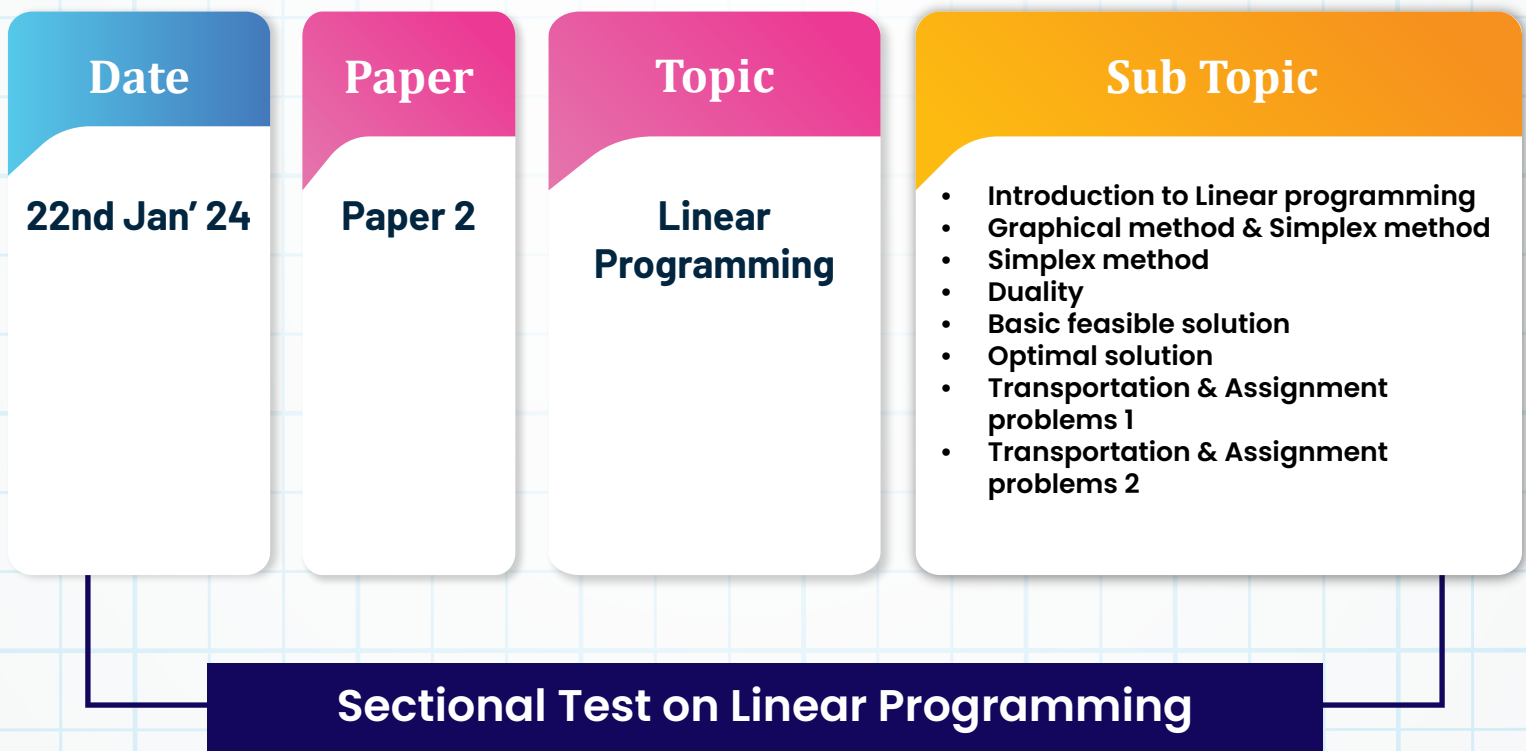 Date
22nd Jan’ 24
Paper
Paper 2
Topic
Linear
Programming
Sub Topic
• Introduction to Linear programming
• Graphical method & Simplex method
• Simplex method
• Duality
• Basic feasible solution
• Optimal solution
• Transportation & Assignment
problems 1
• Transportation & Assignment
problems 2
Sectional Test on Linear Programming